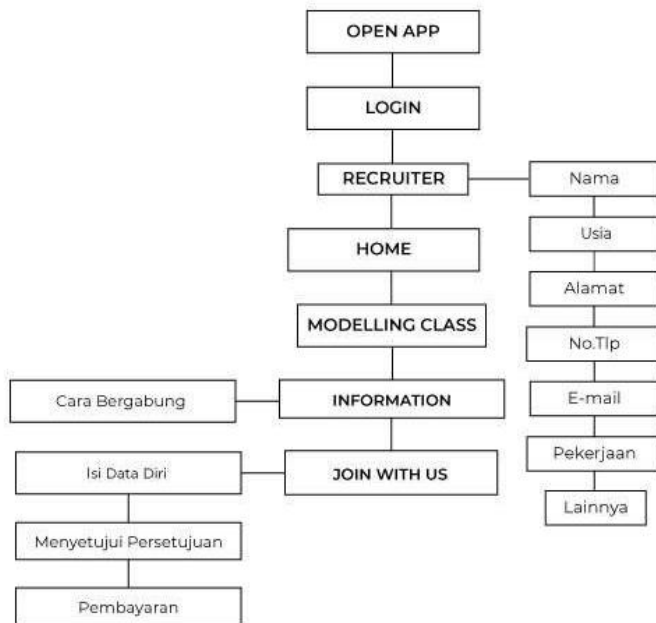 OPEN APP
LOGIN
RECRUITER
Nama
Usia
HOME
Alamat
MODELLING CLASS
No.Tlp
Cara Bergabung
INFORMATION
E-mail
Pekerjaan
Isi Data Diri
JOIN WITH US
Lainnya
Menyetujui Persetujuan
Pembayaran